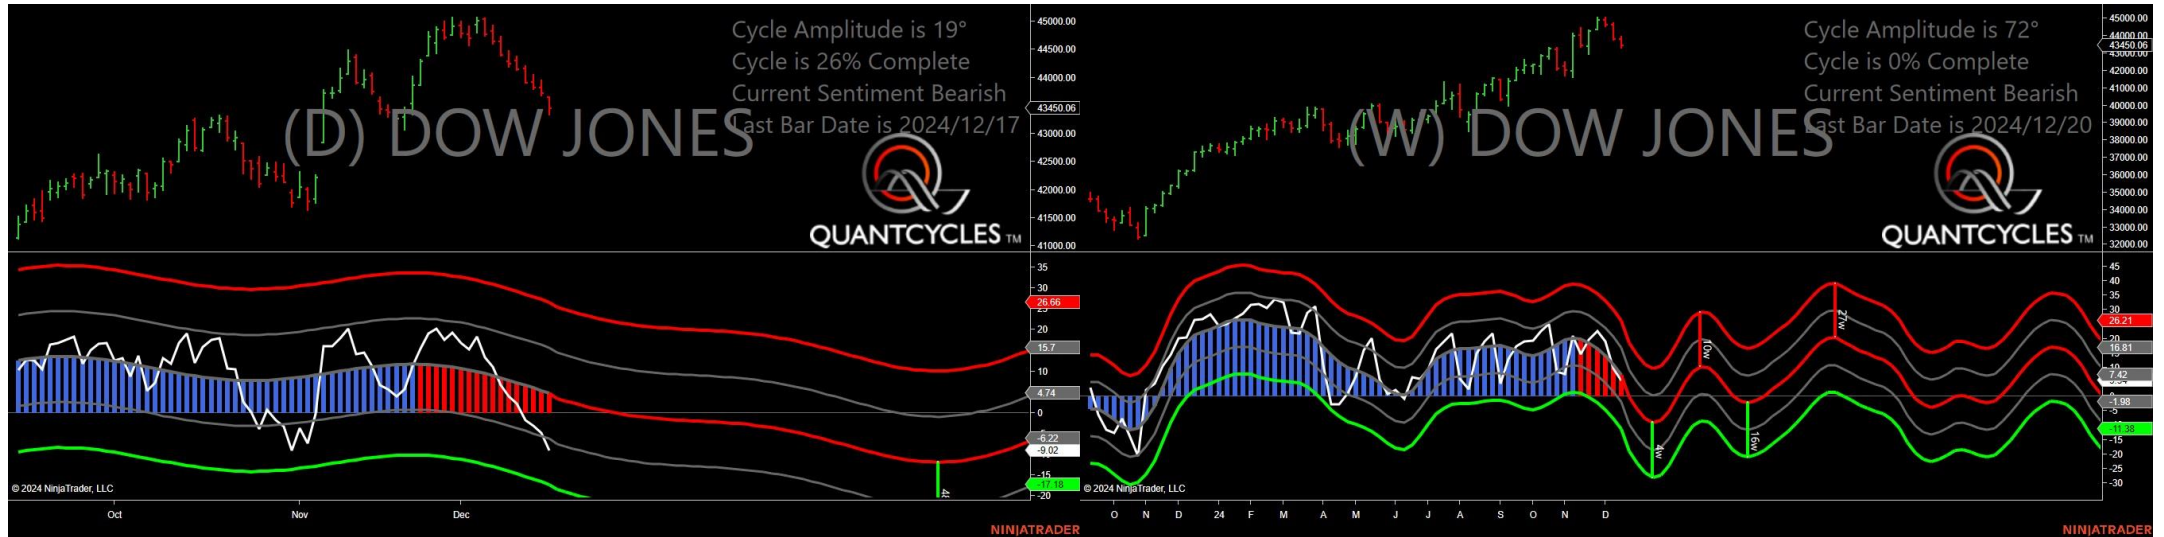 Cycle Amplitude is 19°
Cycle is 26% Complete
Current Sentiment Bearish
Last Bar Date is 2024/12/17
(D) DOW JONES
QUANTCYCLES TM
45000.00
44500.00
44000.00
43450.06
43000.00
42500.00
42000.00
41500.00
41000.00
35
30
26.66
20
15.7
10
4.74
0
-6.22
-9.02
-15
-17.18
-20
© 2024 NinjaTrader, LLC
Oct Nov Dec
NINJATRADER
Cycle Amplitude is 72°
Cycle is 0% Complete
Current Sentiment Bearish
Last Bar Date is 2024/12/20
(W) DOW JONES
QUANTCYCLES TM
45000.00
44000.00
43450.06
43000.00
42000.00
41000.00
40000.00
39000.00
38000.00
37000.00
36000.00
35000.00
34000.00
33000.00
32000.00
45
40
35
30
26.21
20
16.81
15
10
7.42
-1.98
-5
-11.38
-15
-20
-25
-30
4w
10w
16w
27w
© 2024 NinjaTrader, LLC
O N D 24 F M A M J J A S O N D
NINJATRADER